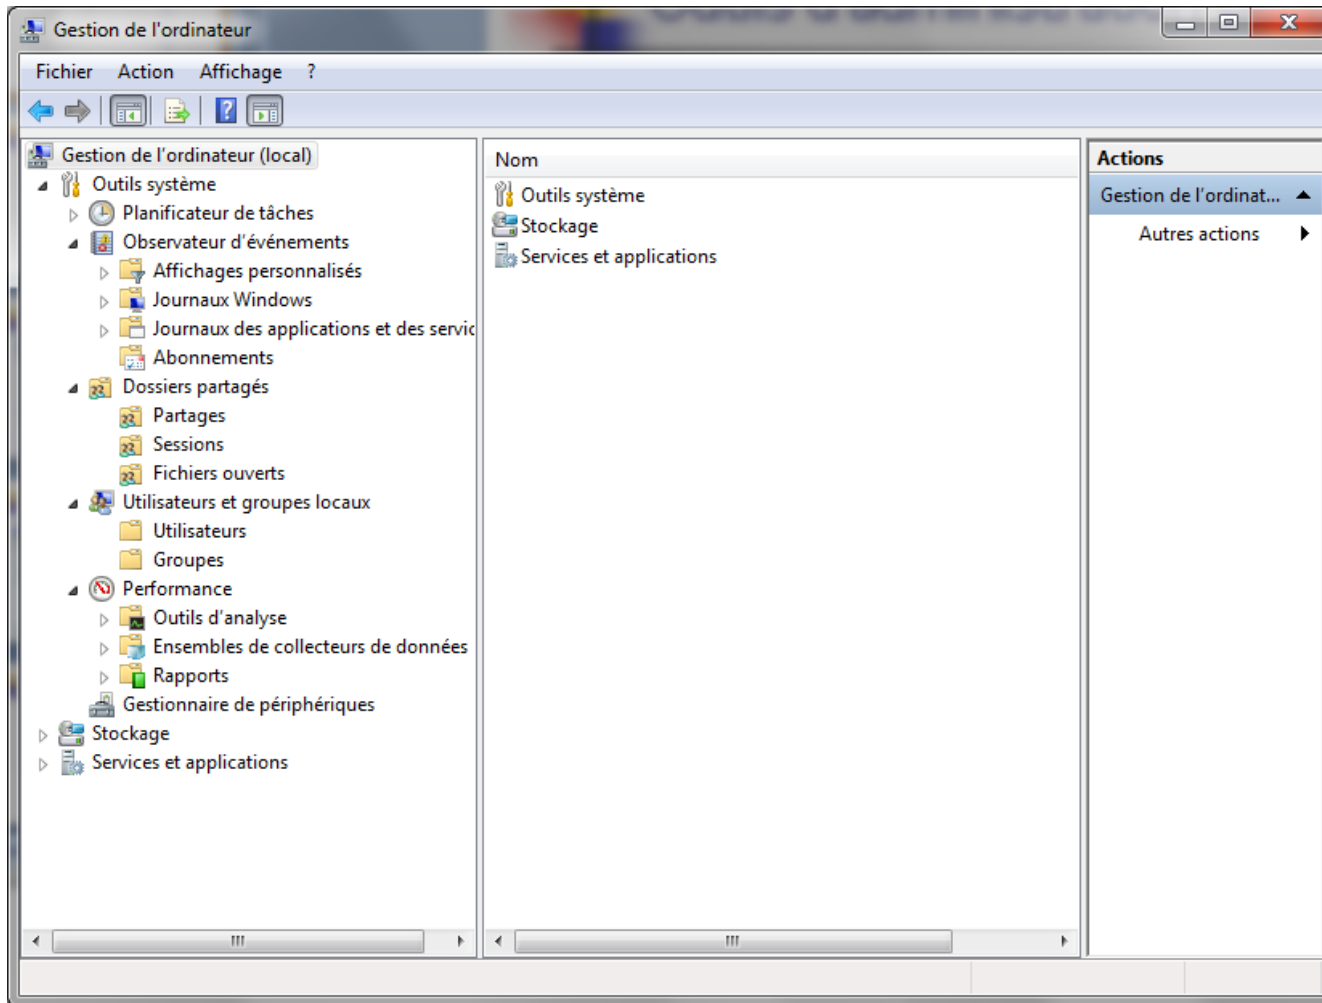 Gestion de l'ordinateur
Fichier Action Affichage ?
Gestion de l'ordinateur (local)
Outils système
Planificateur de tâches
Observateur d'événements
Affichages personnalisés
Journaux Windows
Journaux des applications et des servic
Abonnements
Dossiers partagés
Partages
Sessions
Fichiers ouverts
Utilisateurs et groupes locaux
Utilisateurs
Groupes
Performance
Outils d'analyse
Ensembles de collecteurs de données
Rapports
Gestionnaire de périphériques
Stockage
Services et applications
Nom
Outils système
Stockage
Services et applications
Actions
Gestion de l'ordinat...
Autres actions